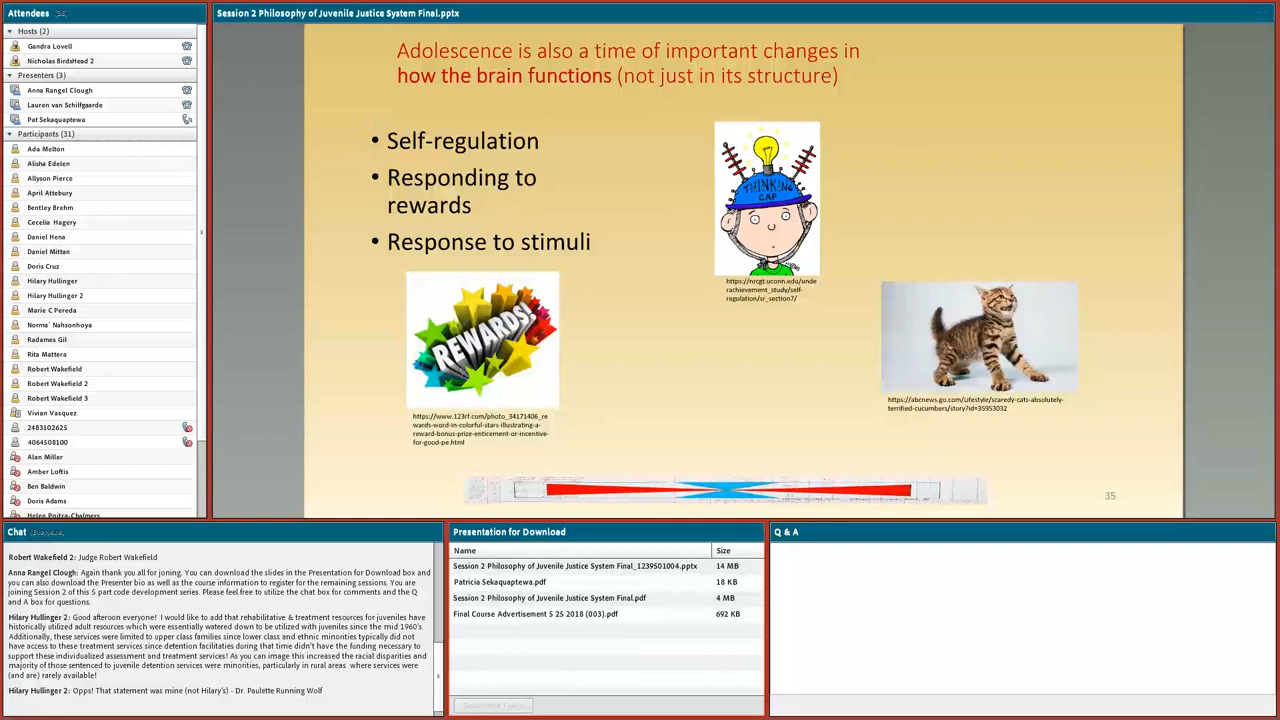 Attendees
Session 2 Philosophy of Juvenile Justice System Final.pptx
Hosts (2)
Gandra Lovell
Nicholas BirdsHead 2
Presenters (3)
Anna Rangel Clough
Lauren van Schilfgaarde
Pat Sekaquaptewa
Participants (31)
Ada Melton
Alisha Edelen
Allyson Pierce
April Attebury
Bentley Brehm
Cecelia Hagery
Daniel Hena
Daniel Mittan
Doris Cruz
Hilary Hullinger
Hilary Hullinger 2
Marie C Pereda
Norma` Nahsonhoya
Radames Gil
Rita Mattera
Robert Wakefield
Robert Wakefield 2
Robert Wakefield 3
Vivian Vasquez
2483102625
4064508100
Alan Miller
Amber Loftis
Ben Baldwin
Doris Adams
Helen Poitra-Chalmers
Adolescence is also a time of important changes in
how the brain functions (not just in its structure)
• Self-regulation
• Responding to
rewards
• Response to stimuli
THINKING
CAP
https://nrcgt.uconn.edu/unde
rachievement_study/self-
regulation/sr_section7/
REWARDS!
https://www.123rf.com/photo_34171406_re
wards-word-in-colorful-stars-illustrating-a-
reward-bonus-prize-enticement-or-incentive-
for-good-pe.html
https://abcnews.go.com/Lifestyle/scaredy-cats-absolutely-
terrified-cucumbers/story?id=35953032
35
Chat (Everyone)
Robert Wakefield 2: Judge Robert Wakefield
Anna Rangel Clough: Again thank you all for joining. You can download the slides in the Presentation for Download box and
you can also download the Presenter bio as well as the course information to register for the remaining sessions. You are
joining Session 2 of this 5 part code development series. Please feel free to utilize the chat box for comments and the Q
and A box for questions.
Hilary Hullinger 2: Good afteroon everyone! I would like to add that rehabilitative & treatment resources for juveniles have
historically utilized adult resources which were essentially watered down to be utilized with juveniles since the mid 1960's.
Additionally, these services were limited to upper class families since lower class and ethnic minorities typically did not
have access to these treatment services since detention facilitaties during that time didn't have the funding necessary to
support these individualized assessment and treatment services! As you can image this increased the racial disparities and
majority of those sentenced to juvenile detention services were minorities, particularly in rural areas where services were
(and are) rarely available!
Hilary Hullinger 2: Opps! That statement was mine (not Hilary's) - Dr. Paulette Running Wolf
Presentation for Download
Name Size
Session 2 Philosophy of Juvenile Justice System Final_1239501004.pptx 14 MB
Patricia Sekaquaptewa.pdf 18 KB
Session 2 Philosophy of Juvenile Justice System Final.pdf 4 MB
Final Course Advertisement 5 25 2018 (003).pdf 692 KB
Download File(s)
Q & A